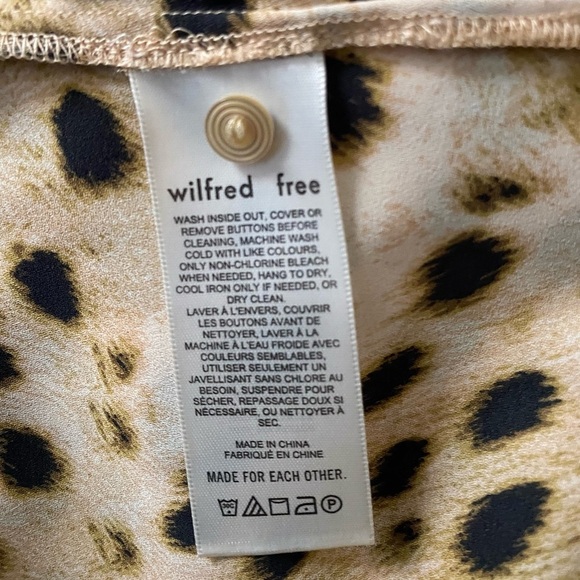 wilfred free
WASH INSIDE OUT, COVER OR
REMOVE BUTTONS BEFORE
CLEANING, MACHINE WASH
COLD WITH LIKE COLOURS,
ONLY NON-CHLORINE BLEACH
WHEN NEEDED, HANG TO DRY,
COOL IRON ONLY IF NEEDED, OR
DRY CLEAN.
LAVER À L'ENVERS, COUVRIR
LES BOUTONS AVANT DE
NETTOYER, LAVER À LA
MACHINE À L'EAU FROIDE AVEC
COULEURS SEMBLABLES,
UTILISER SEULEMENT UN
JAVELLISANT SANS CHLORE AU
BESOIN, SUSPENDRE POUR
SÉCHER, REPASSAGE DOUX SI
NÉCESSAIRE, OU NETTOYER À
SEC.
MADE IN CHINA
FABRIQUÉ EN CHINE
MADE FOR EACH OTHER.
30C P